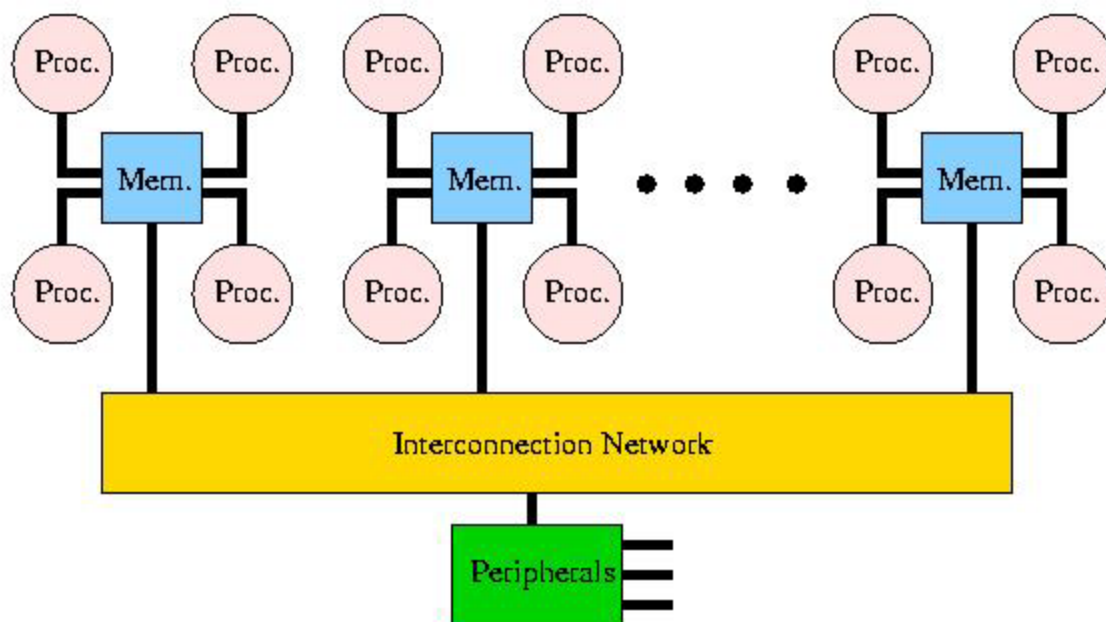 Proc. Proc. Proc. Proc. Proc. Proc.
Mem. Mem. Mem.
Proc. Proc. Proc. Proc. Proc. Proc.
Interconnection Network
Peripherals